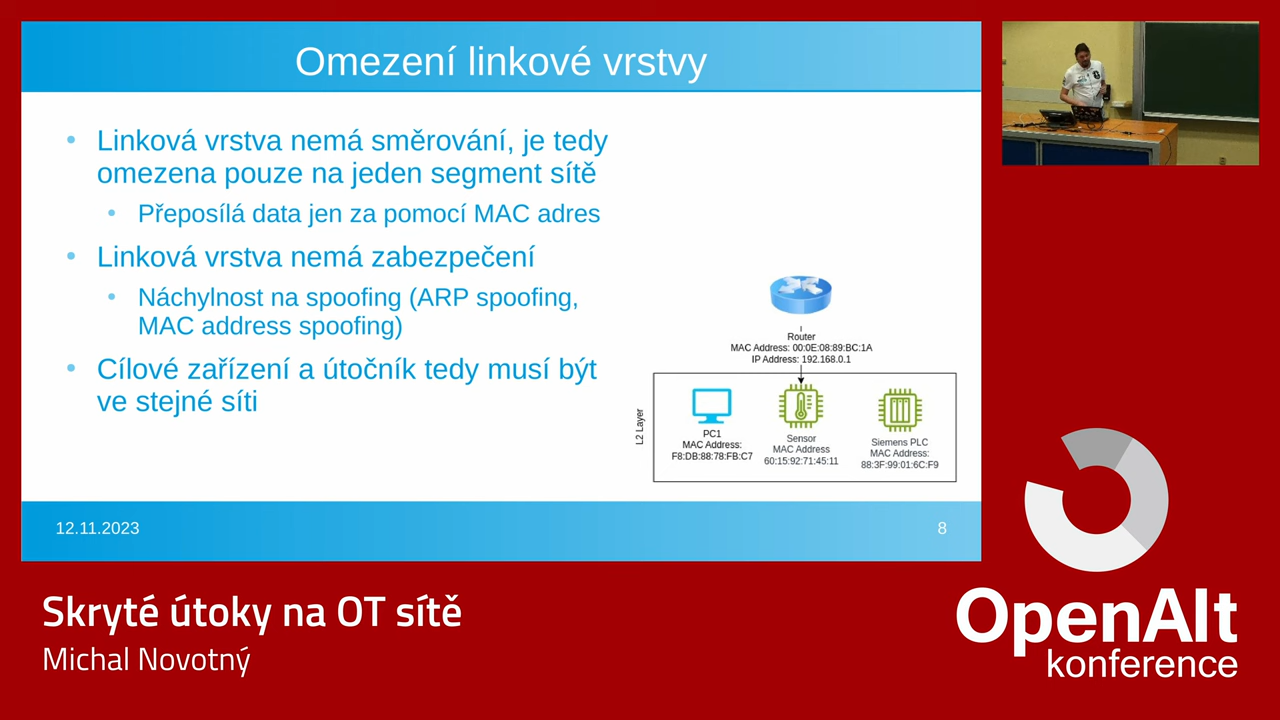 Omezení linkové vrstvy
Linková vrstva nemá směrování, je tedy
omezena pouze na jeden segment sítě
Přeposílá data jen za pomocí MAC adres
Linková vrstva nemá zabezpečení
Náchylnost na spoofing (ARP spoofing,
MAC address spoofing)
Cílové zařízení a útočník tedy musí být
ve stejné síti
Router
MAC Address: 00:0E:08:89:BC:1A
IP Address: 192.168.0.1
L2 Layer
PC1
MAC Address:
F8:DB:88:78:FB:C7
Sensor
MAC Address
60:15:92:71:45:11
Siemens PLC
MAC Address:
88:3F:99:01:6C:F9
12.11.2023
8
Skryté útoky na OT sítě
Michal Novotný
OpenAlt
konference